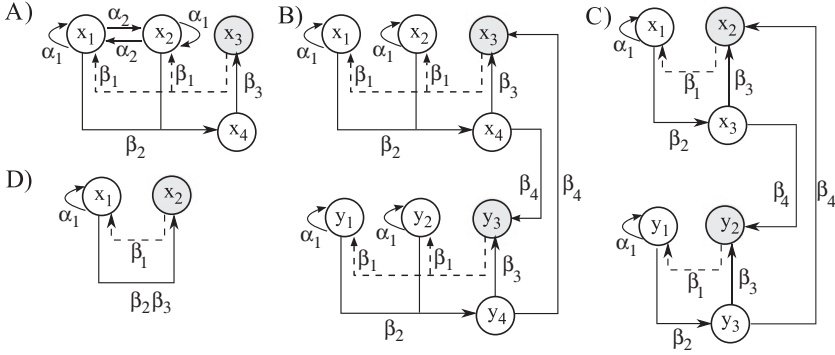 A)
x1 α2 x2 α1 x3
α1 α2
β1 β1 β3
x4
β2
B)
x1 x2 x3
α1 α1
β1 β1 β3
x4
β2
β4 β4
y1 y2 y3
α1 α1
β1 β1 β3
β2 y4
C)
x1 x2
α1
β1 β3
β2 x3
β4 β4
y1 y2
α1
β1 β3
β2 y3
D)
x1 x2
α1
β1
β2β3